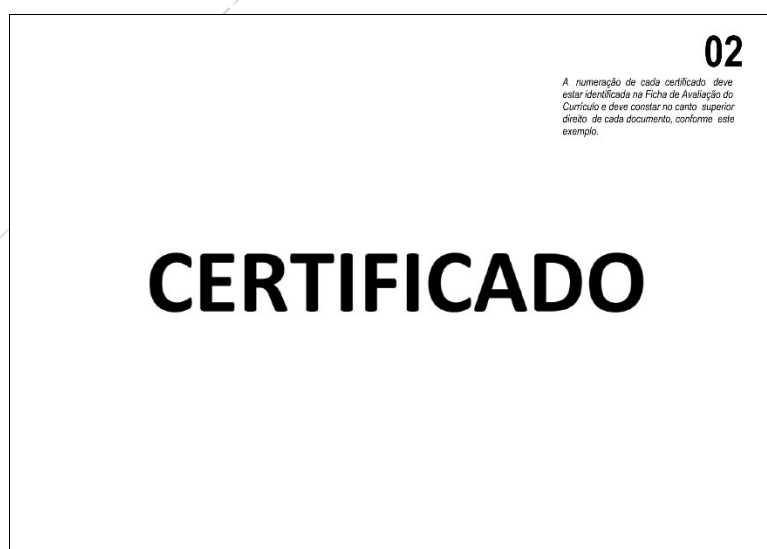 02
A numeração de cada certificado deve
estar identificada na Ficha de Avaliação do
Currículo e deve constar no canto superior
direito de cada documento, conforme este
exemplo.
CERTIFICADO